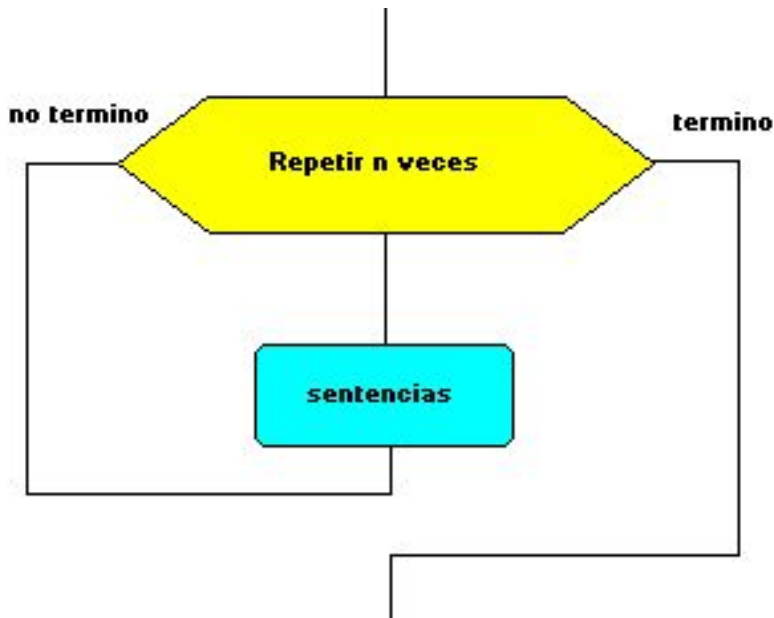 no termino
termino
Repetir n veces
sentencias